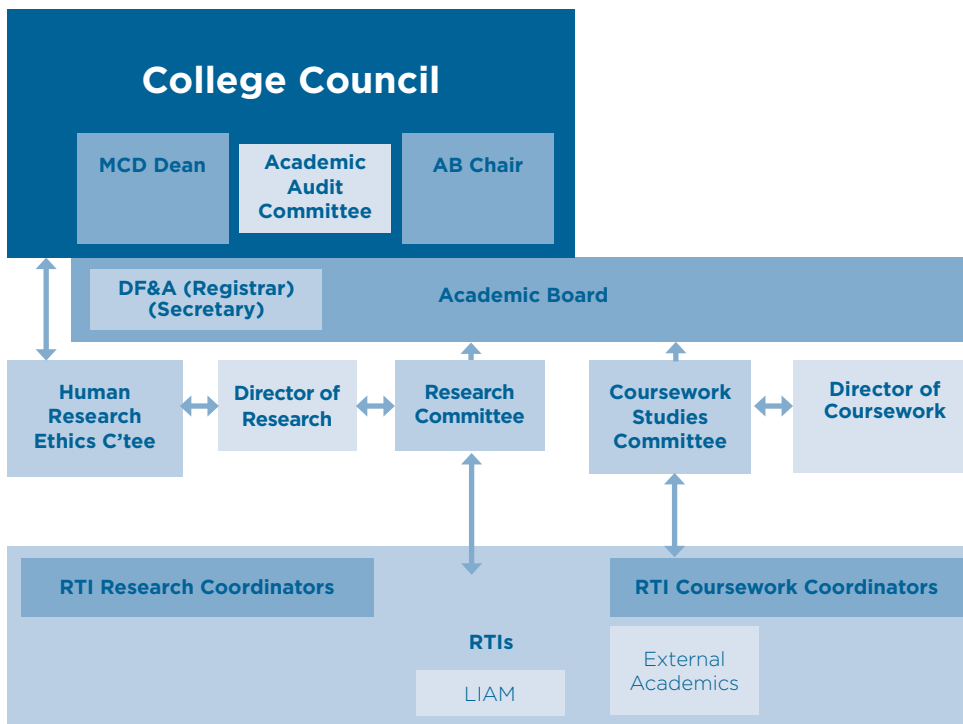 College Council
MCD Dean
Academic
Audit
Committee
AB Chair
DF&A (Registrar)
(Secretary)
Academic Board
Human
Research
Ethics C’tee
Director of
Research
Research
Committee
Coursework
Studies
Committee
Director of
Coursework
RTI Research Coordinators
RTI Coursework Coordinators
RTIs
LIAM
External
Academics